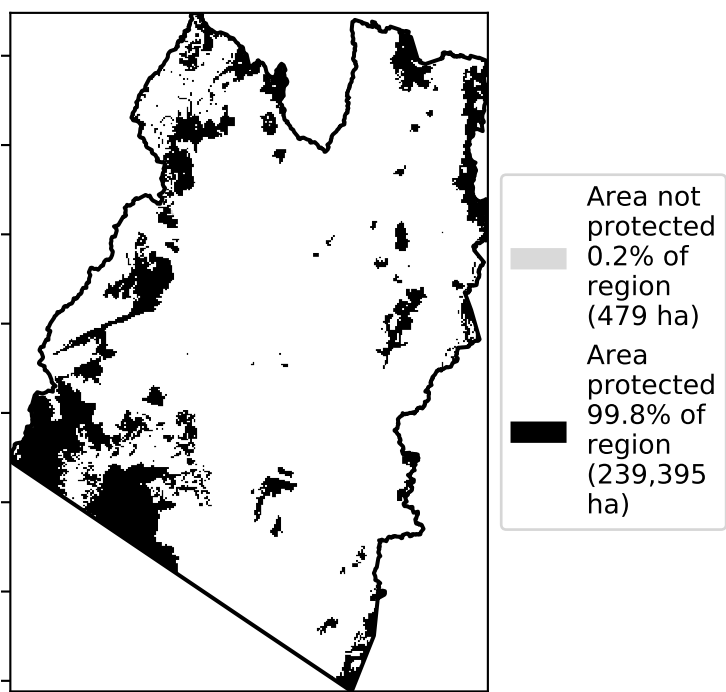 Area not
protected
0.2% of
region
(479 ha)
Area
protected
99.8% of
region
(239,395
ha)